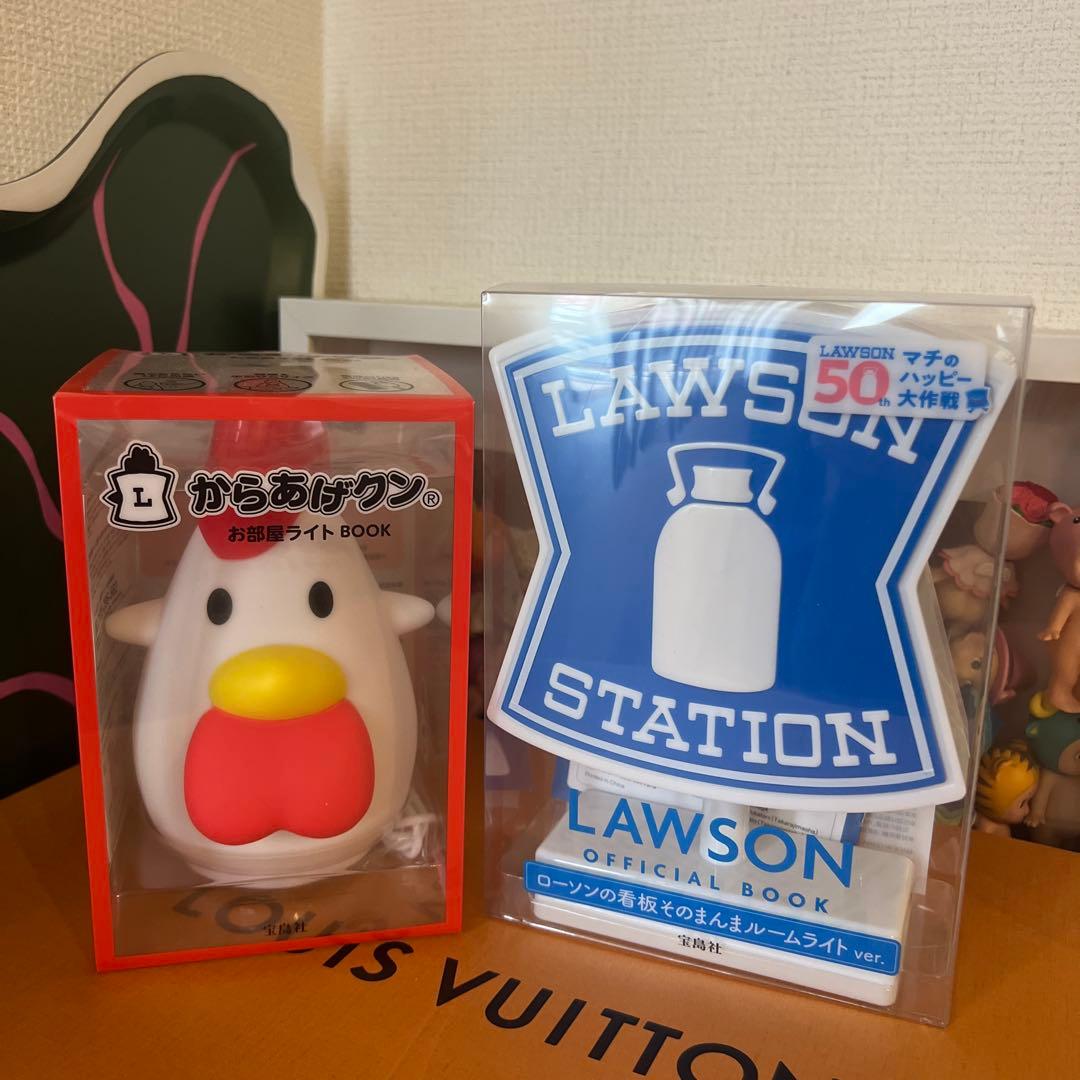 L
からあげクン®
お部屋ライト BOOK
宝島社
LAWSON
STATION
LAWSON
50th
マチの
ハッピー
大作戦
Printed in China
LAWSON
OFFICIAL BOOK
ローソンの看板そのまんまルームライト ver.
宝島社
LOUIS VUITTON